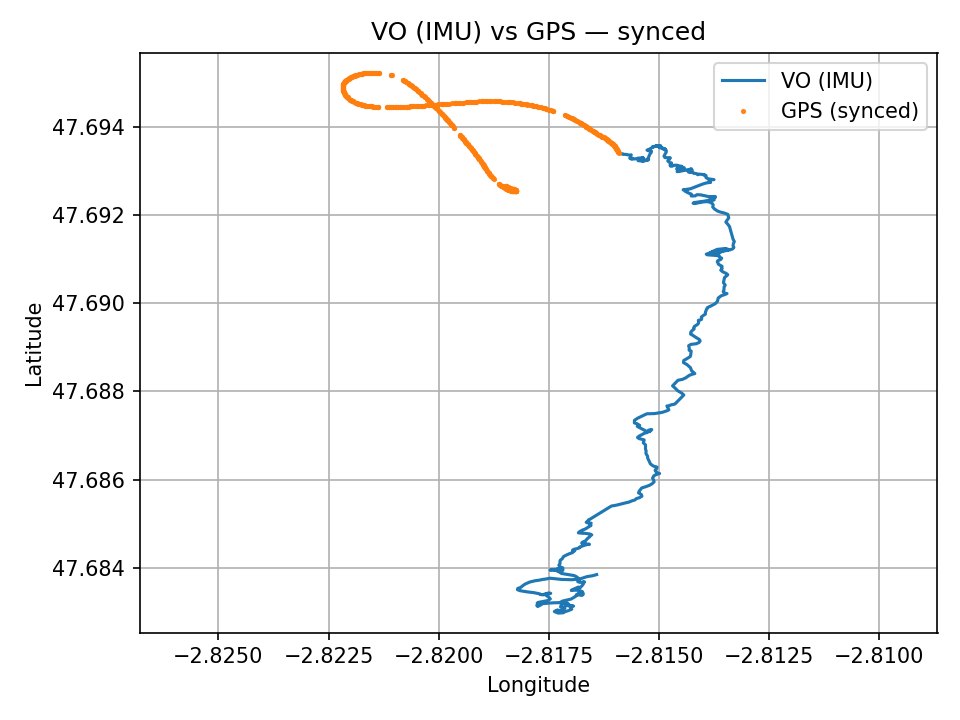 VO (IMU) vs GPS — synced
VO (IMU)
GPS (synced)
Latitude
47.694
47.692
47.690
47.688
47.686
47.684
−2.8250 −2.8225 −2.8200 −2.8175 −2.8150 −2.8125 −2.8100
Longitude